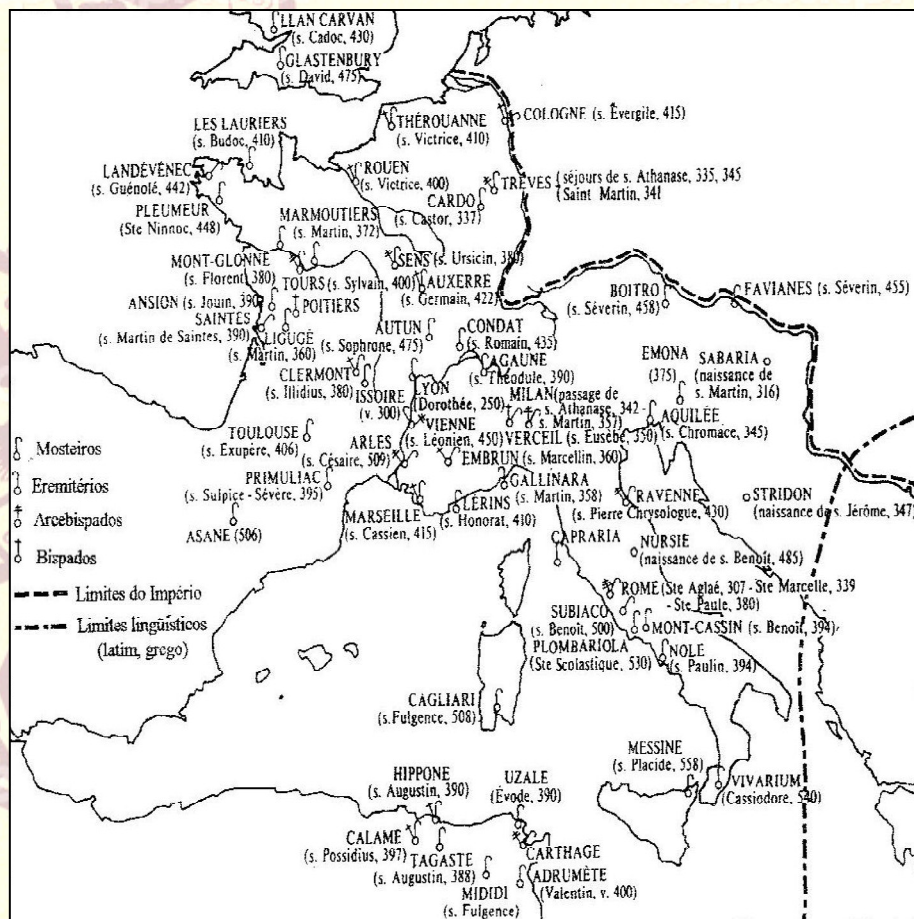 LLAN CARVAN
(s. Cadoc, 430)
GLASTENBURY
(s. David, 475)
THÉROUANNE
(s. Victrice, 410)
COLOGNE (s. Évergile, 415)
LES LAURIERS
(s. Budoc, 410)
LANDÉVÉNEC
(s. Guénolé, 442)
ROUEN
(s. Victrice, 400)
TRÈVES (séjours de s. Athanase, 335, 345
Saint Martin, 341
CARDO
(s. Castor, 337)
PLEUMEUR
(Ste Ninnoc, 448)
MARMOUTIERS
(s. Martin, 372)
MONT-GLONNE
(s. Florent, 380)
SENS (s. Ursicin, 380)
TOURS (s. Sylvain, 400)
AUXERRE
(s. Germain, 422)
BOITRO
(s. Séverin, 458)
FAVIANES (s. Séverin, 455)
ANSION (s. Jouin, 390)
POITIERS
SAINTES
(s. Martin de Saintes, 390)
LIGUGÉ
(s. Martin, 360)
AUTUN
(s. Sophrone, 475)
CONDAT
(s. Romain, 435)
CLERMONT
(s. Illidius, 380)
AGAUNE
(s. Théodule, 390)
EMONA
(375)
SABARIA
(naissance de
s. Martin, 316)
ISSOIRE
(v. 300)
LYON
(Dorothée, 250)
MILAN (passage de
s. Athanase, 342 -
s. Martin, 357)
AQUILÉE
(s. Chromace, 345)
TOULOUSE
(s. Exupère, 406)
VIENNE
(s. Léonien, 450)
VERCEIL (s. Eusèbe, 350)
ARLES
(s. Césaire, 509)
EMBRUN (s. Marcellin, 360)
PRIMULIAC
(s. Sulpice - Sévère, 395)
GALLINARA
(s. Martin, 358)
RAVENNE
(s. Pierre Chrysologue, 430)
STRIDON
(naissance de s. Jérôme, 347)
ASANE (506)
MARSEILLE
(s. Cassien, 415)
LÉRINS
(s. Honorat, 410)
CAPRARIA
NURSIE
(naissance de s. Benoît, 485)
ROME (Ste Aglaé, 307 - Ste Marcelle, 339
- Ste Paule, 380)
SUBIACO
(s. Benoît, 500)
MONT-CASSIN (s. Benoît, 394)
PLOMBARIOLA
(Ste Scolastique, 530)
NOLE
(s. Paulin, 394)
CAGLIARI
(s. Fulgence, 508)
MESSINE
(s. Placide, 558)
VIVARIUM
(Cassiodore, 540)
HIPPONE
(s. Augustin, 390)
UZALE
(Évode, 390)
CALAME
(s. Possidius, 397)
TAGASTE
(s. Augustin, 388)
CARTHAGE
ADRUMÈTE
(Valentin, v. 400)
MIDIDI
(s. Fulgence)
Mosteiros
Eremitérios
Arcebispados
Bispados
Limites do Império
Limites lingüísticos
(latim, grego)